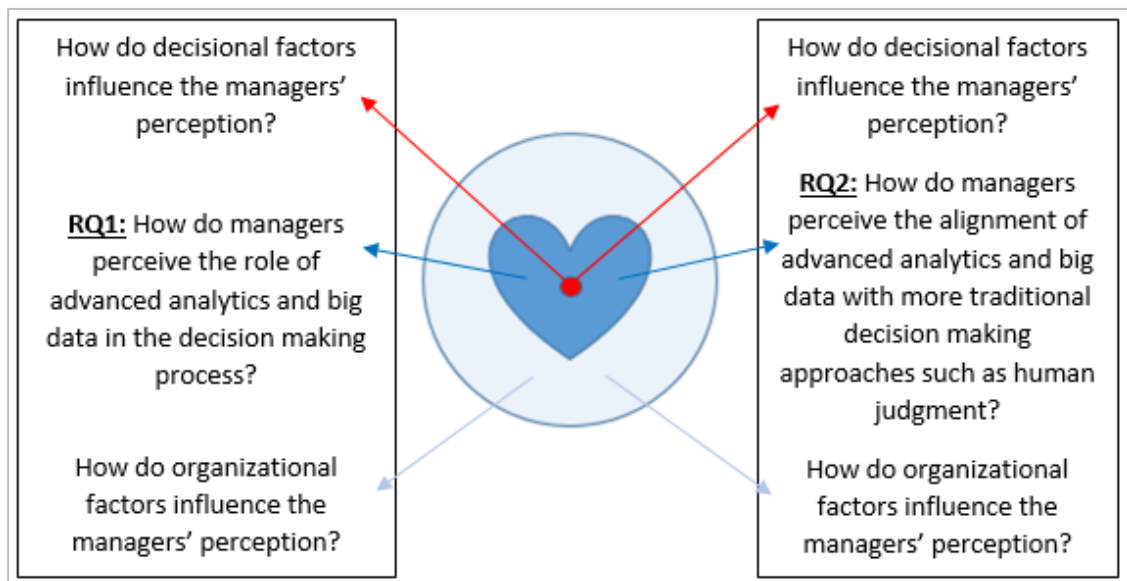 How do decisional factors
influence the managers’
perception?
RQ1: How do managers
perceive the role of
advanced analytics and big
data in the decision making
process?
How do organizational
factors influence the
managers’ perception?
How do decisional factors
influence the managers’
perception?
RQ2: How do managers
perceive the alignment of
advanced analytics and big
data with more traditional
decision making
approaches such as human
judgment?
How do organizational
factors influence the
managers’ perception?